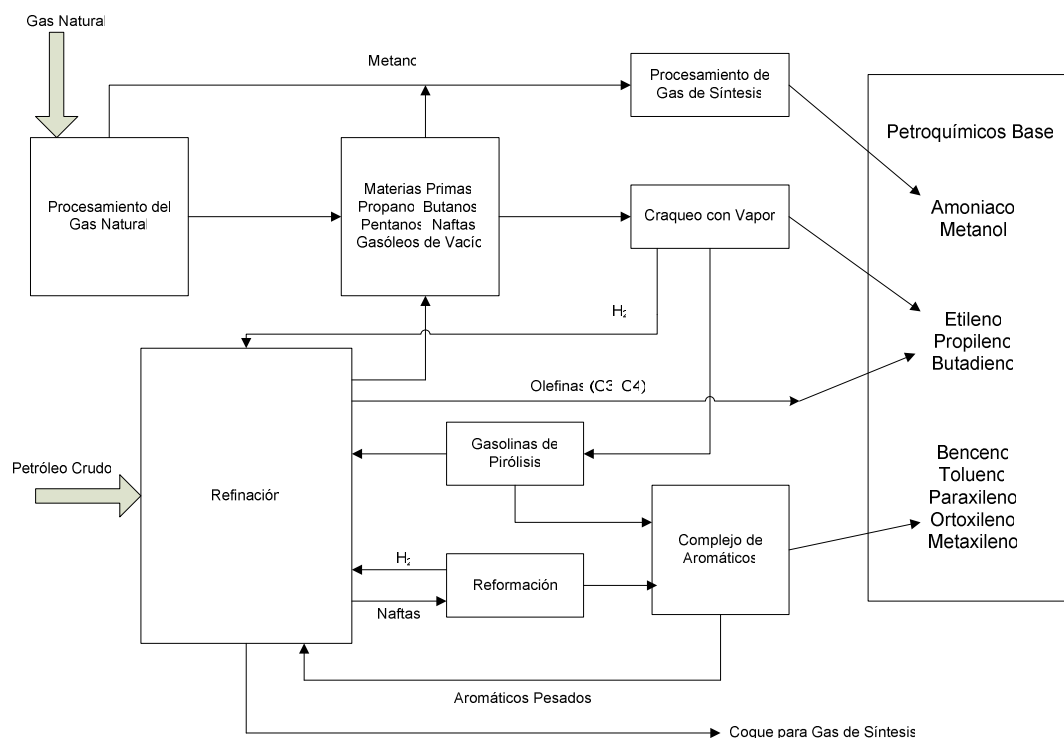 Gas Natural
Metano
Procesamiento de
Gas de Síntesis
Petroquímicos Base
Procesamiento del
Gas Natural
Materias Primas
Propano Butanos
Pentanos Naftas
Gasóleos de Vacío
Craqueo con Vapor
Amoniaco
Metanol
H2
Etileno
Propileno
Butadieno
Olefinas (C3 C4)
Gasolinas de
Pirólisis
Petróleo Crudo
Refinación
Benceno
Tolueno
Paraxileno
Ortoxileno
Metaxileno
Complejo de
Aromáticos
H2
Reformación
Naftas
Aromáticos Pesados
Coque para Gas de Síntesis